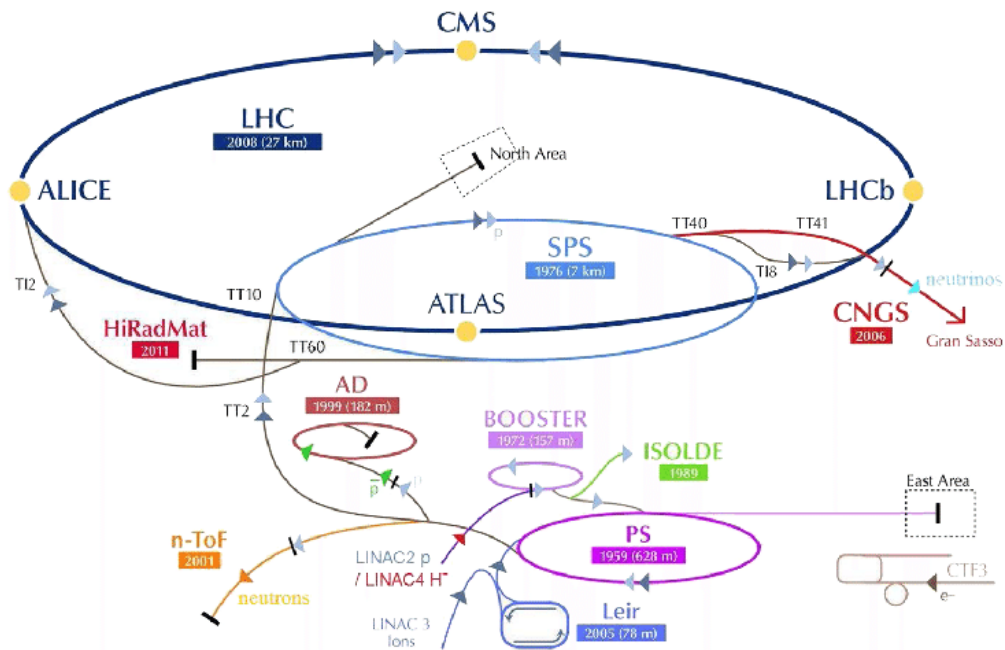 CMS
LHC
2008 (27 km)
North Area
ALICE
LHCb
TT40
TT41
p
SPS
1976 (7 km)
TI8
TI2
TT10
ATLAS
neutrinos
CNGS
2006
Gran Sasso
HiRadMat
2011
TT60
AD
1999 (182 m)
TT2
BOOSTER
1972 (157 m)
ISOLDE
1989
East Area
p
p
n-ToF
2001
neutrons
LINAC2 p
/ LINAC4 H⁻
PS
1959 (628 m)
CTF3
e–
LINAC 3
Ions
Leir
2005 (78 m)